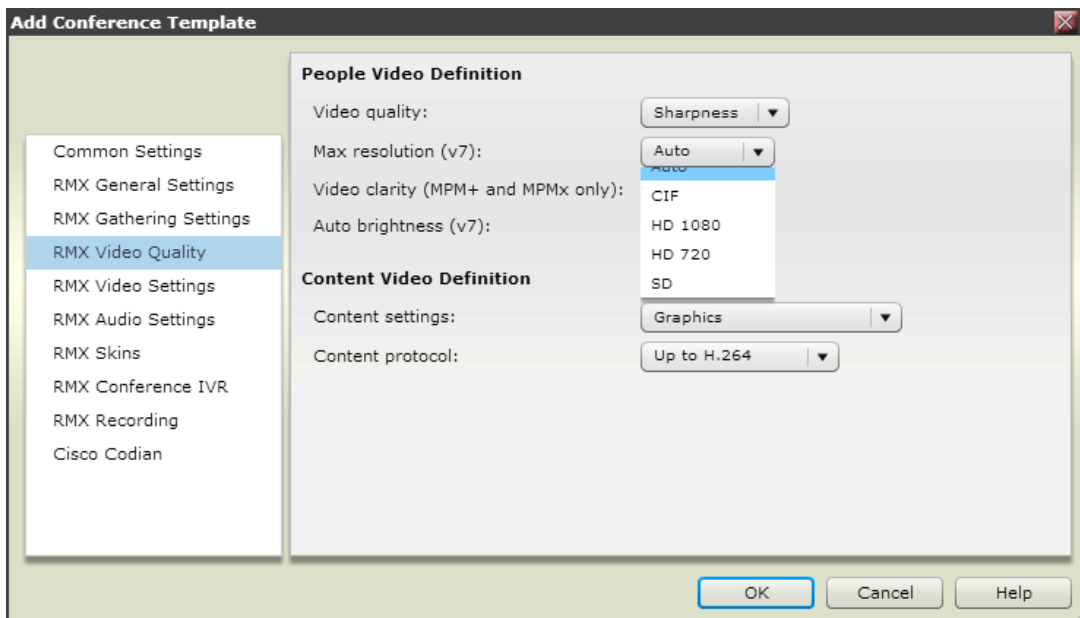 Add Conference Template
Common Settings
RMX General Settings
RMX Gathering Settings
RMX Video Quality
RMX Video Settings
RMX Audio Settings
RMX Skins
RMX Conference IVR
RMX Recording
Cisco Codian
People Video Definition
Video quality: Sharpness
Max resolution (v7): Auto
Auto
Video clarity (MPM+ and MPMx only):
CIF
Auto brightness (v7):
HD 1080
HD 720
SD
Content Video Definition
Content settings: Graphics
Content protocol: Up to H.264
OK Cancel Help